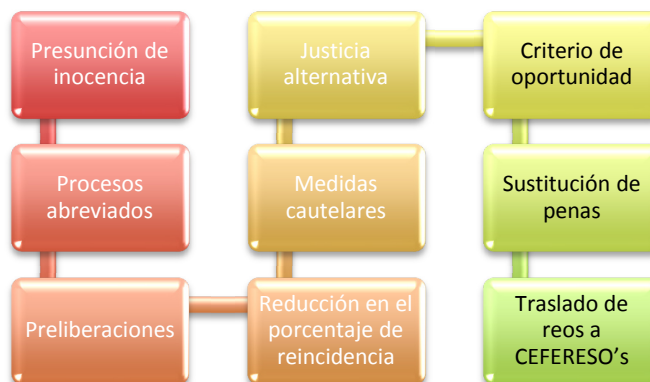 Presunción de
inocencia
Procesos
abreviados
Preliberaciones
Reducción en el
porcentaje de
reincidencia
Medidas
cautelares
Justicia
alternativa
Criterio de
oportunidad
Sustitución de
penas
Traslado de
reos a
CEFERESO’s